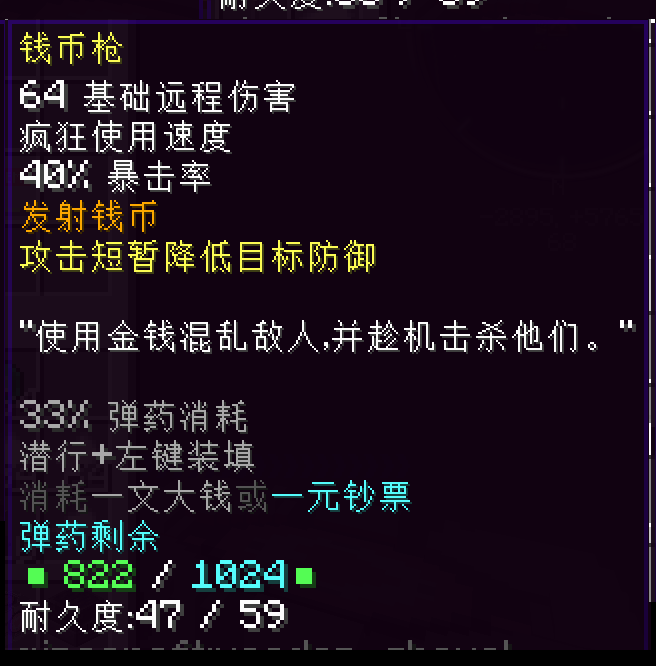 钱币枪
64 基础远程伤害
疯狂使用速度
40% 暴击率
发射钱币
攻击短暂降低目标防御
"使用金钱混乱敌人,并趁机击杀他们。"
33% 弹药消耗
潜行+左键装填
消耗一文大钱或一元钞票
弹药剩余
▪ 822 / 1024 ▪
耐久度:47 / 59